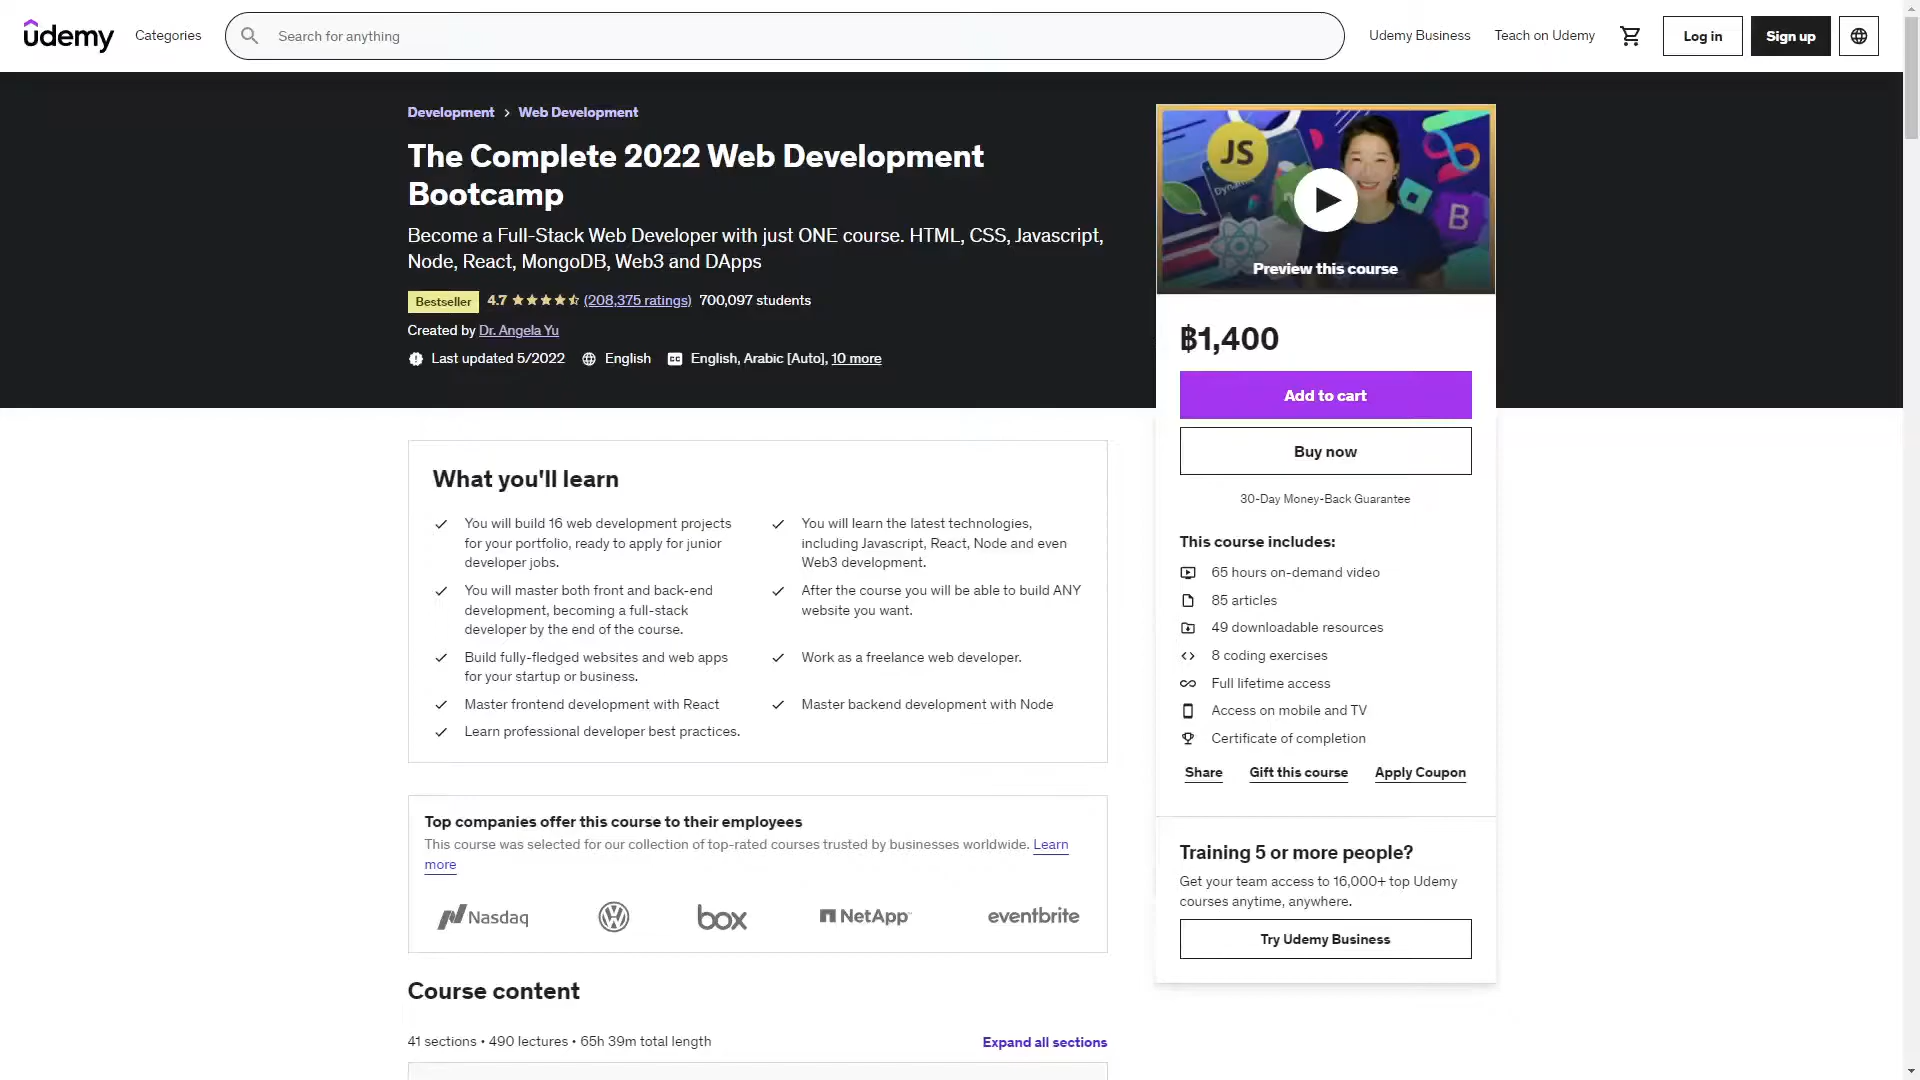 udemy
Categories
Search for anything
Udemy Business
Teach on Udemy
Log in
Sign up
Development
Web Development
The Complete 2022 Web Development
Bootcamp
Become a Full-Stack Web Developer with just ONE course. HTML, CSS, Javascript,
Node, React, MongoDB, Web3 and DApps
Bestseller 4.7 (208,375 ratings) 700,097 students
Created by Dr. Angela Yu
Last updated 5/2022 English English, Arabic [Auto], 10 more
JS
B
Preview this course
฿1,400
Add to cart
Buy now
30-Day Money-Back Guarantee
This course includes:
65 hours on-demand video
85 articles
49 downloadable resources
8 coding exercises
Full lifetime access
Access on mobile and TV
Certificate of completion
Share
Gift this course
Apply Coupon
Training 5 or more people?
Get your team access to 16,000+ top Udemy
courses anytime, anywhere.
Try Udemy Business
What you'll learn
You will build 16 web development projects
for your portfolio, ready to apply for junior
developer jobs.
You will learn the latest technologies,
including Javascript, React, Node and even
Web3 development.
You will master both front and back-end
development, becoming a full-stack
developer by the end of the course.
After the course you will be able to build ANY
website you want.
Build fully-fledged websites and web apps
for your startup or business.
Work as a freelance web developer.
Master frontend development with React
Master backend development with Node
Learn professional developer best practices.
Top companies offer this course to their employees
This course was selected for our collection of top-rated courses trusted by businesses worldwide. Learn
more
Nasdaq
box
NetApp
eventbrite
Course content
41 sections • 490 lectures • 65h 39m total length
Expand all sections